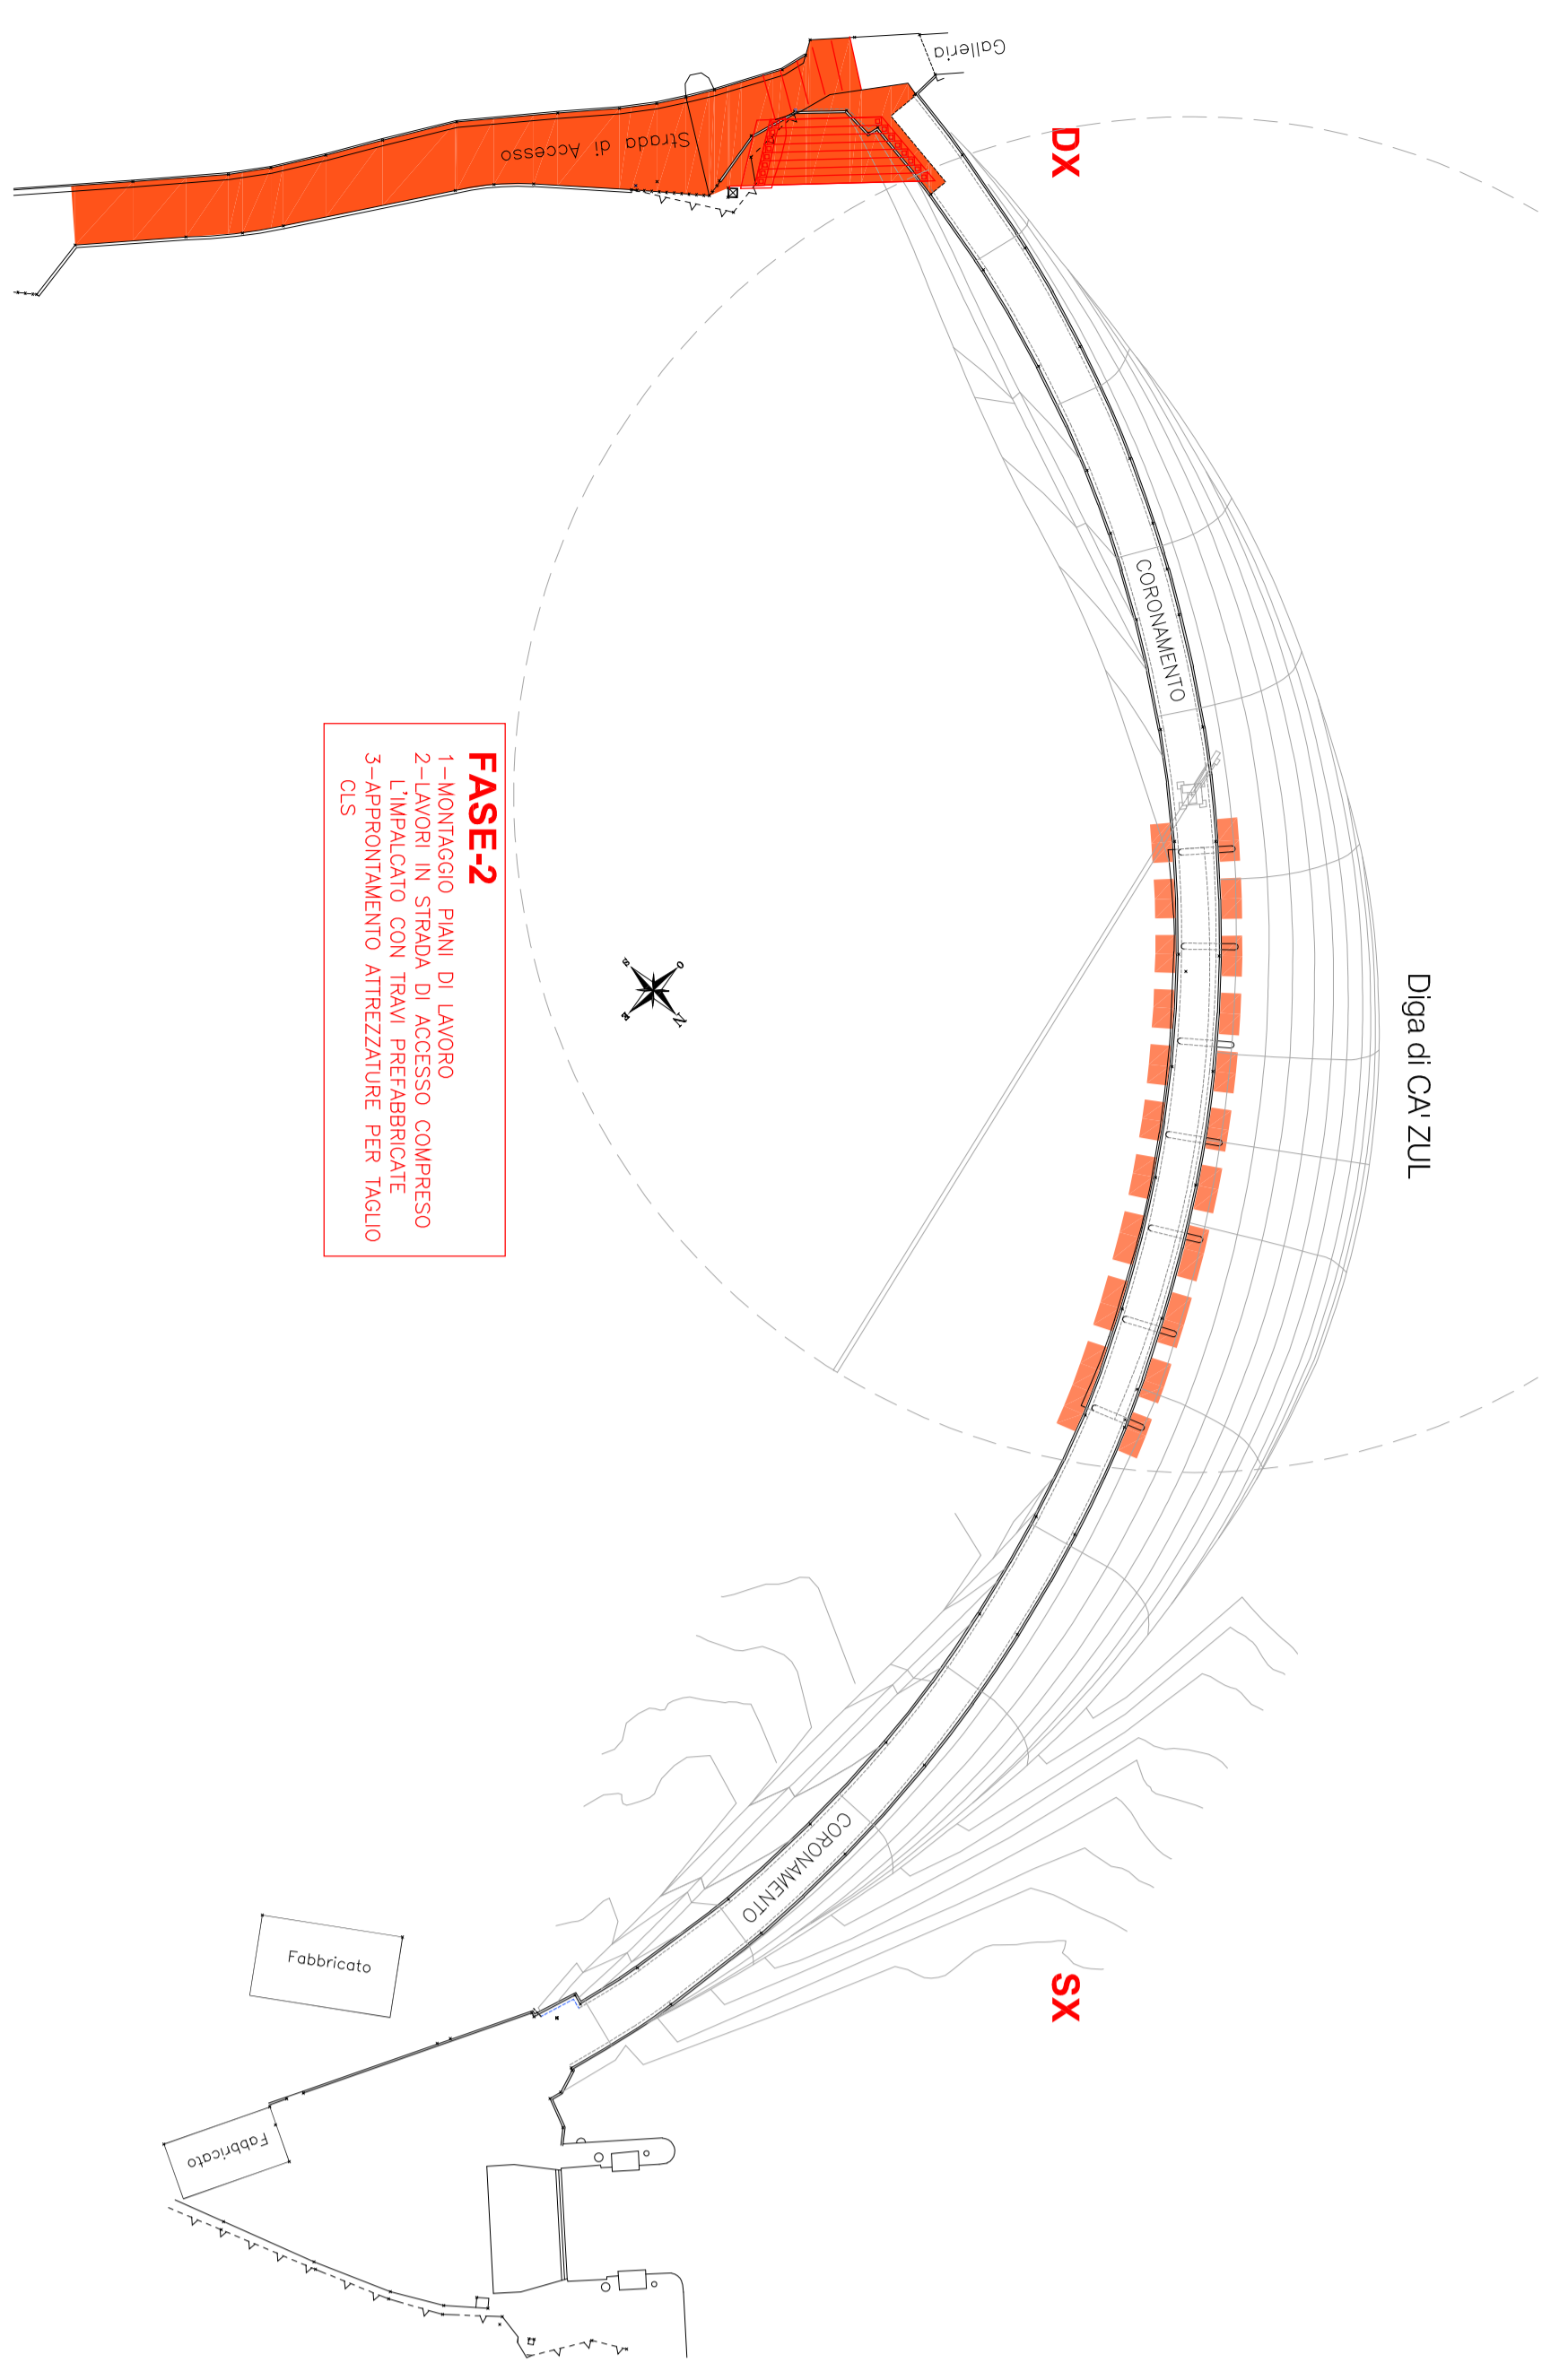 Diga di CA' ZUL
DX
SX
Galleria
Strada di Accesso
CORONAMENTO
CORONAMENTO
FASE-2
1-MONTAGGIO PIANI DI LAVORO
2-LAVORI IN STRADA DI ACCESSO COMPRESO
L'IMPALCATO CON TRAVI PREFABBRICATE
3-APPRONTAMENTO ATTREZZATURE PER TAGLIO
CLS
O
N
S
Fabbricato
Fabbricato